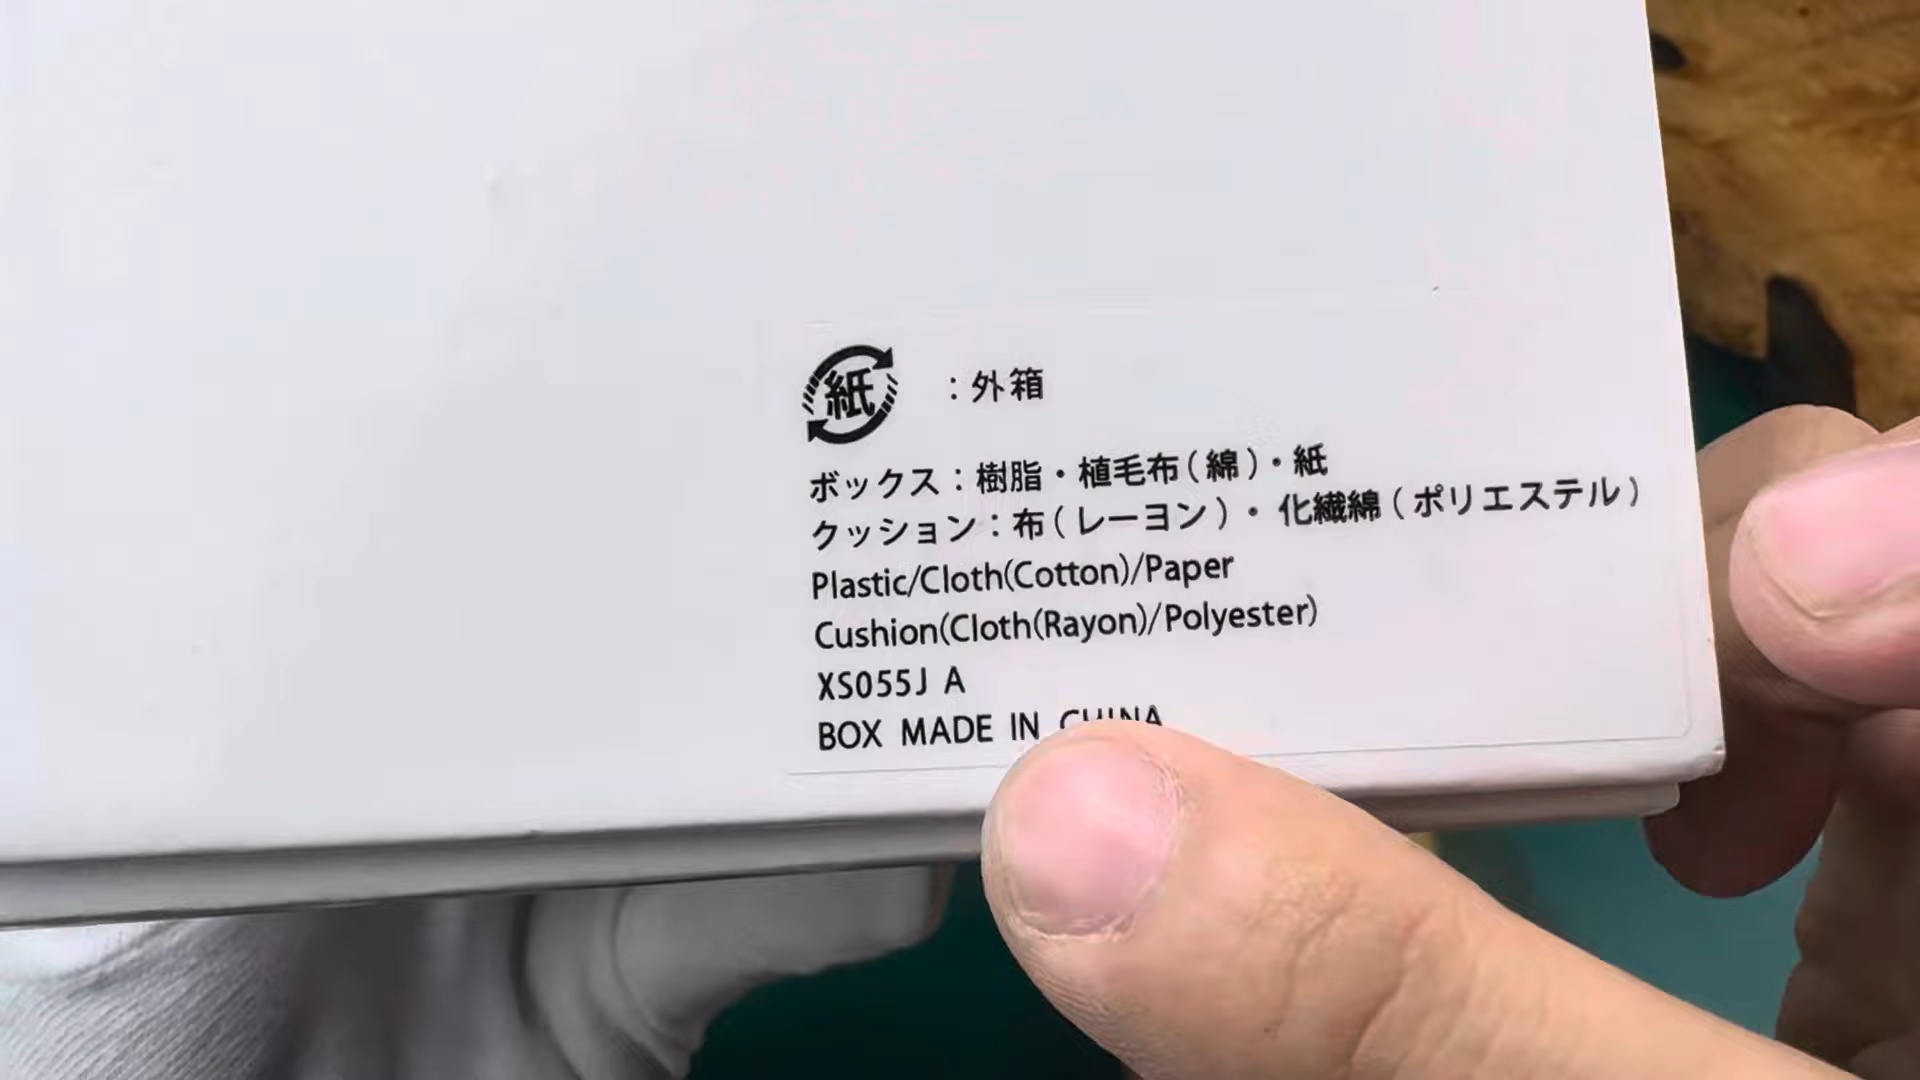 紙 :外箱
ボックス:樹脂・植毛布(綿)・紙
クッション:布(レーヨン)・化繊綿(ポリエステル)
Plastic/Cloth(Cotton)/Paper
Cushion(Cloth(Rayon)/Polyester)
XS055J A
BOX MADE IN CHINA